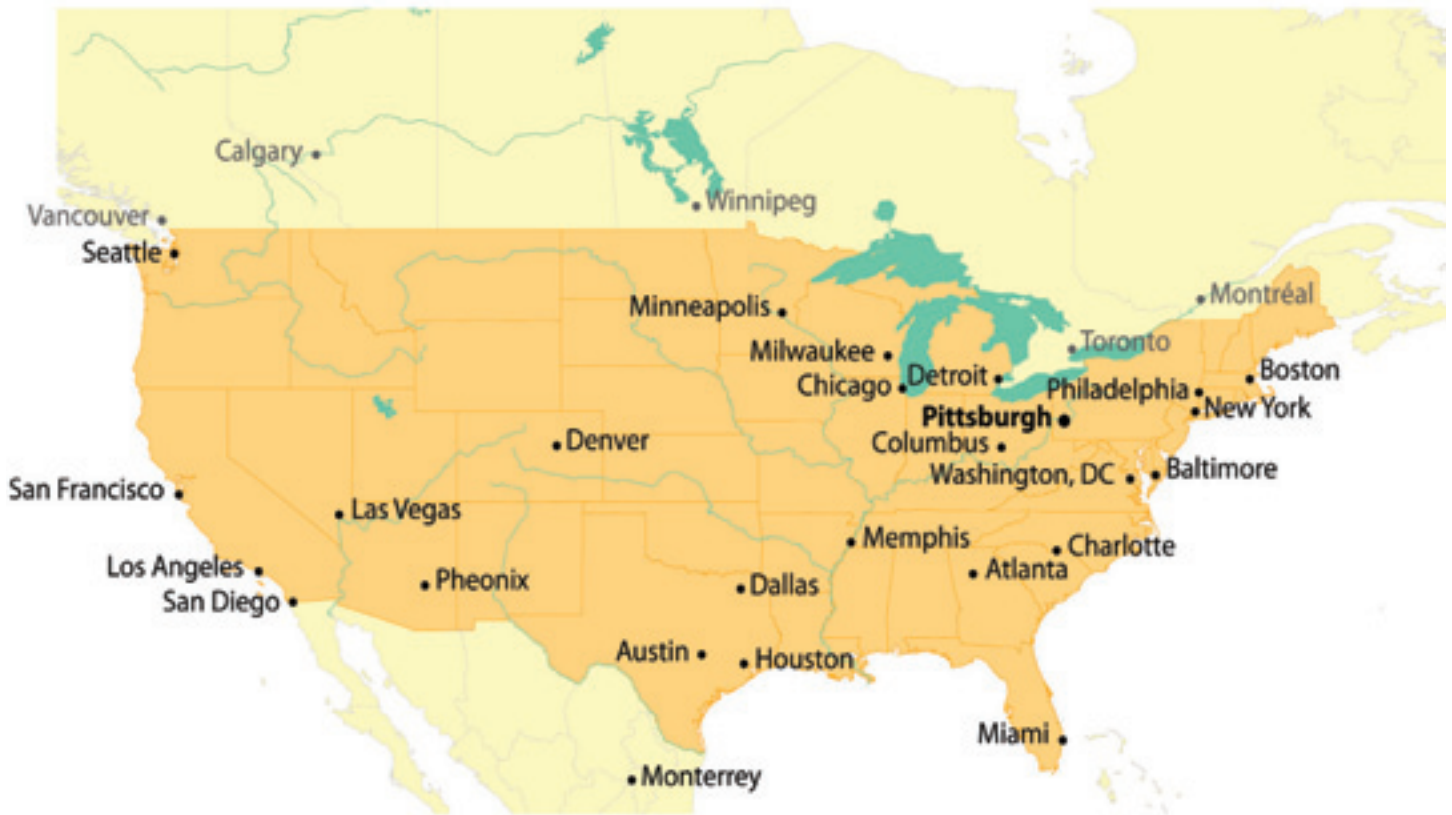 Calgary
Winnipeg
Vancouver
Seattle
Montréal
Minneapolis
Toronto
Milwaukee
Boston
Detroit
Chicago
Philadelphia
New York
Pittsburgh
Denver
Columbus
Baltimore
Washington, DC
San Francisco
Las Vegas
Memphis
Charlotte
Los Angeles
Atlanta
Pheonix
Dallas
San Diego
Austin
Houston
Miami
Monterrey